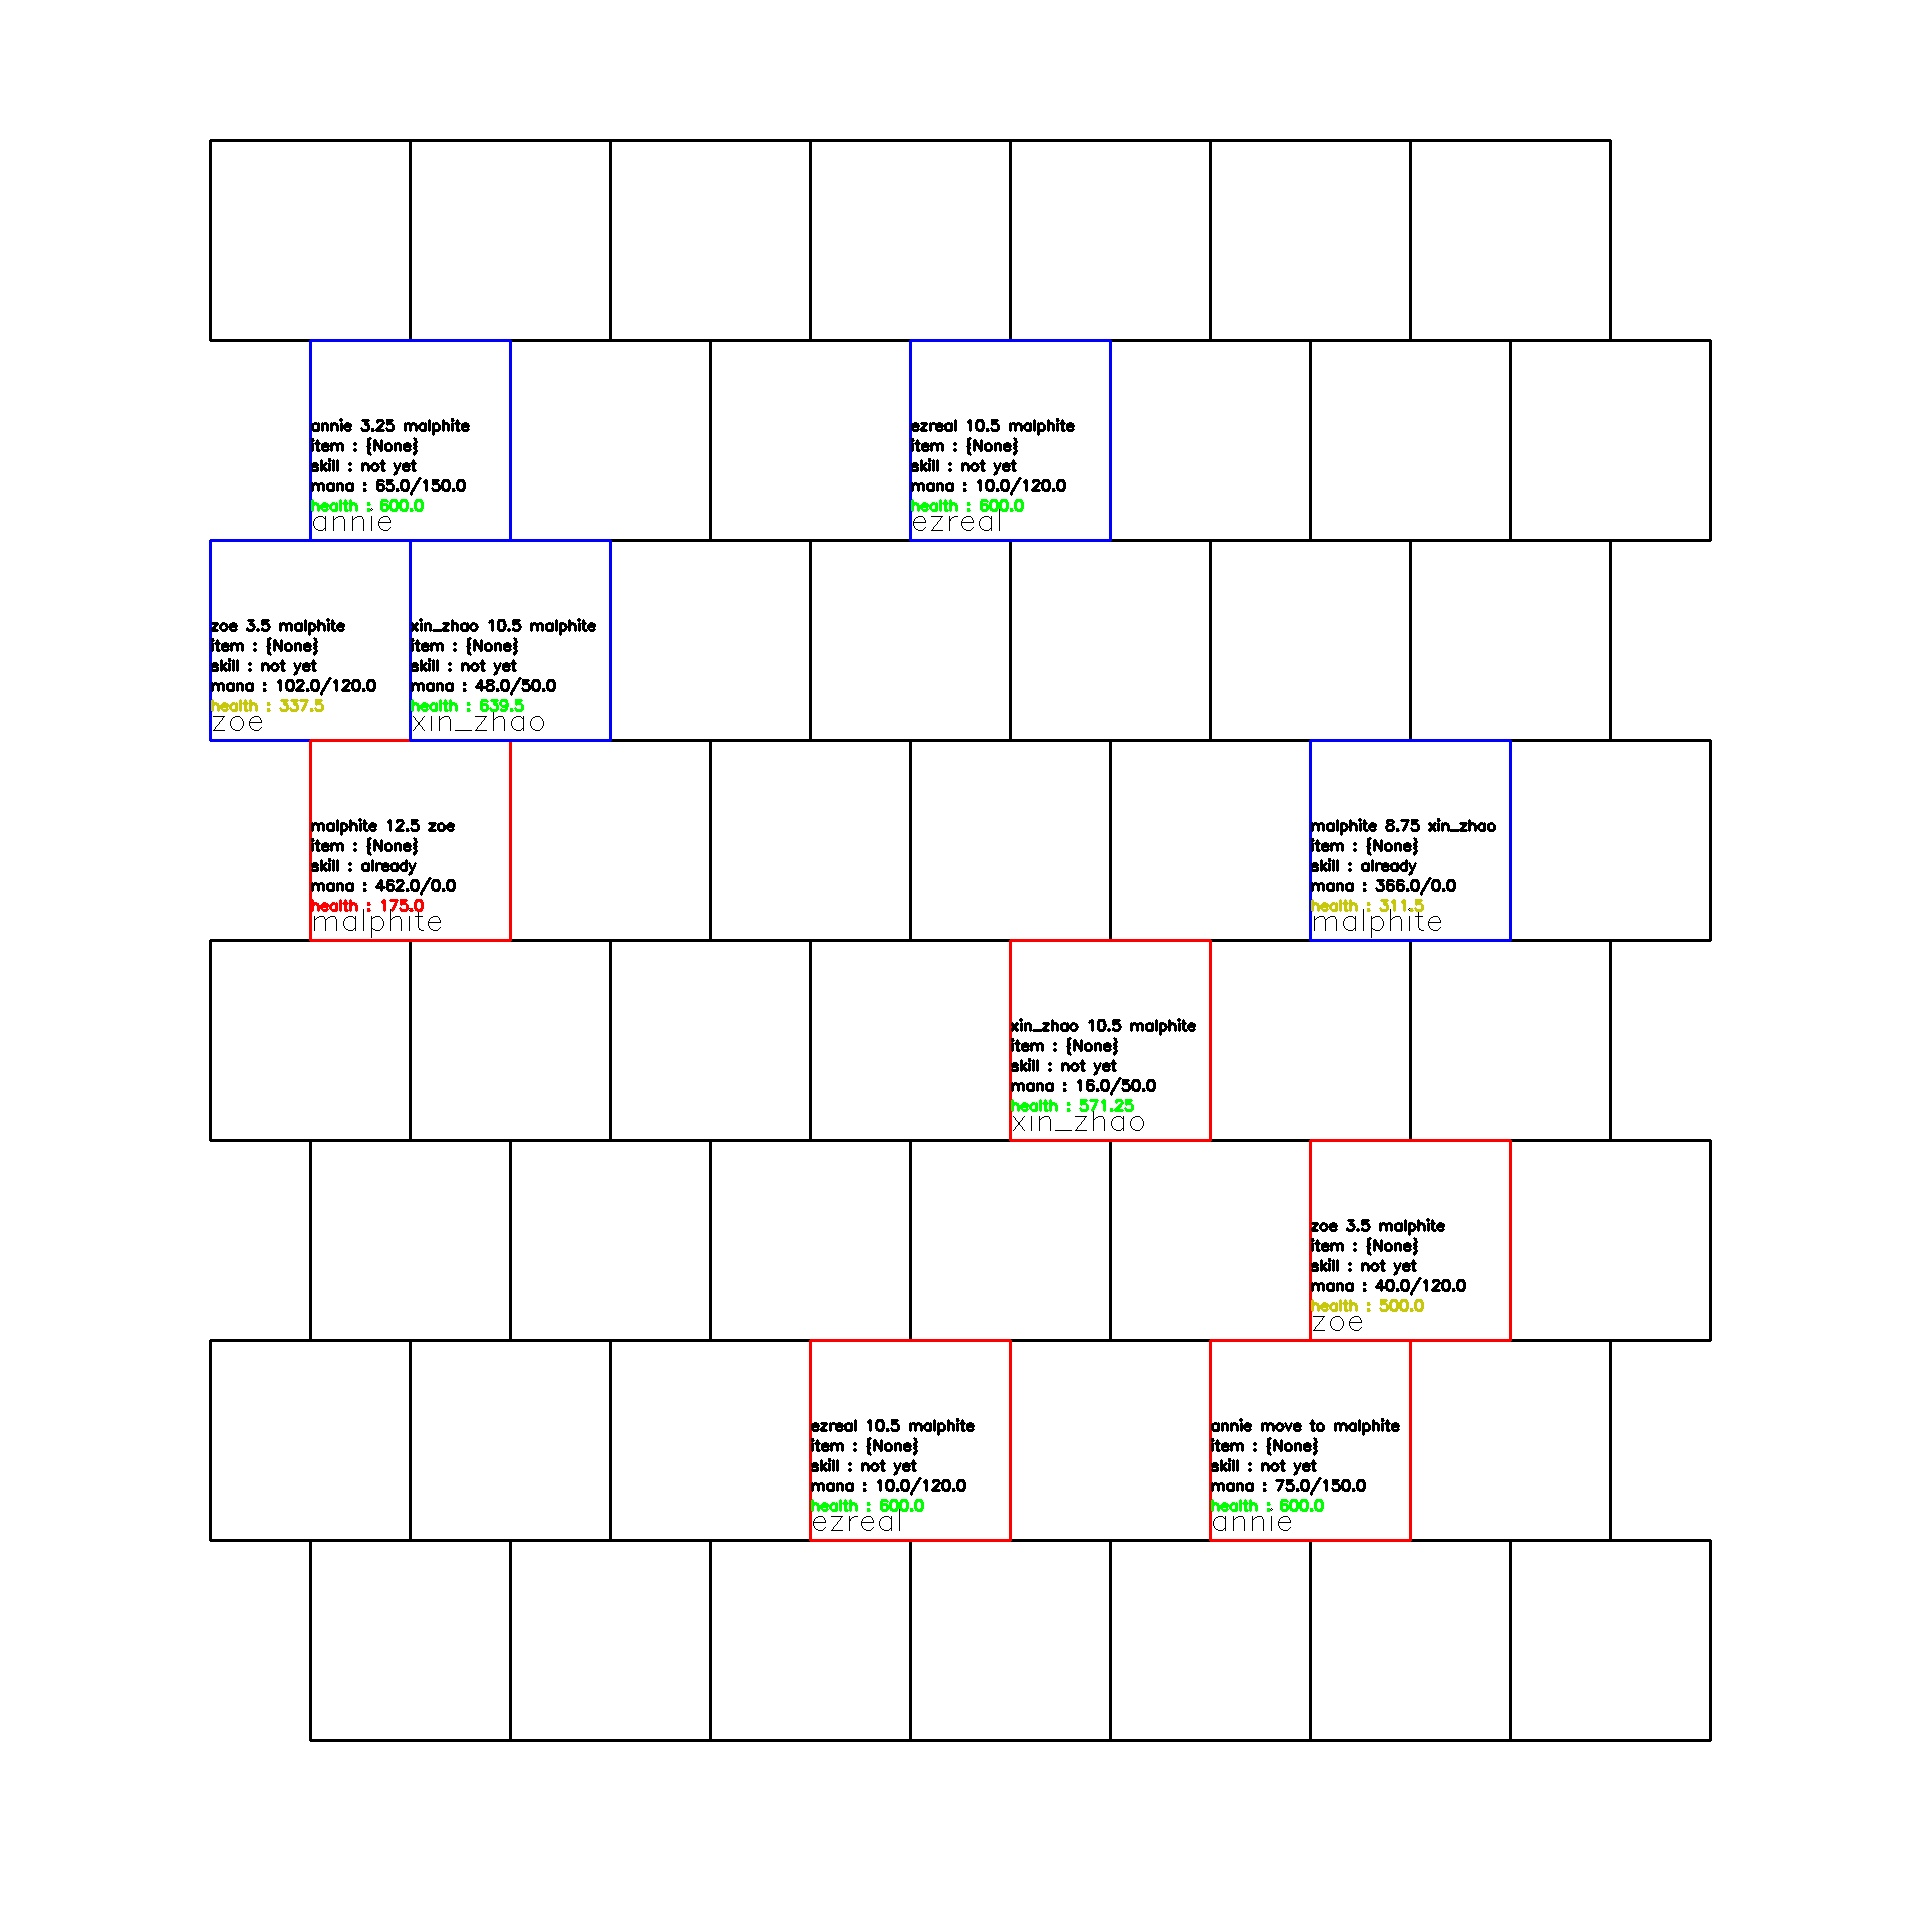 annie 3.25 malphite
item : {None}
skill : not yet
mana : 65.0/150.0
health : 600.0
annie
ezreal 10.5 malphite
item : {None}
skill : not yet
mana : 10.0/120.0
health : 600.0
ezreal
zoe 3.5 malphite
item : {None}
skill : not yet
mana : 102.0/120.0
health : 337.5
zoe
xin_zhao 10.5 malphite
item : {None}
skill : not yet
mana : 48.0/50.0
health : 639.5
xin_zhao
malphite 12.5 zoe
item : {None}
skill : already
mana : 462.0/0.0
health : 175.0
malphite
malphite 8.75 xin_zhao
item : {None}
skill : already
mana : 366.0/0.0
health : 311.5
malphite
xin_zhao 10.5 malphite
item : {None}
skill : not yet
mana : 16.0/50.0
health : 571.25
xin_zhao
zoe 3.5 malphite
item : {None}
skill : not yet
mana : 40.0/120.0
health : 500.0
zoe
ezreal 10.5 malphite
item : {None}
skill : not yet
mana : 10.0/120.0
health : 600.0
ezreal
annie move to malphite
item : {None}
skill : not yet
mana : 75.0/150.0
health : 600.0
annie